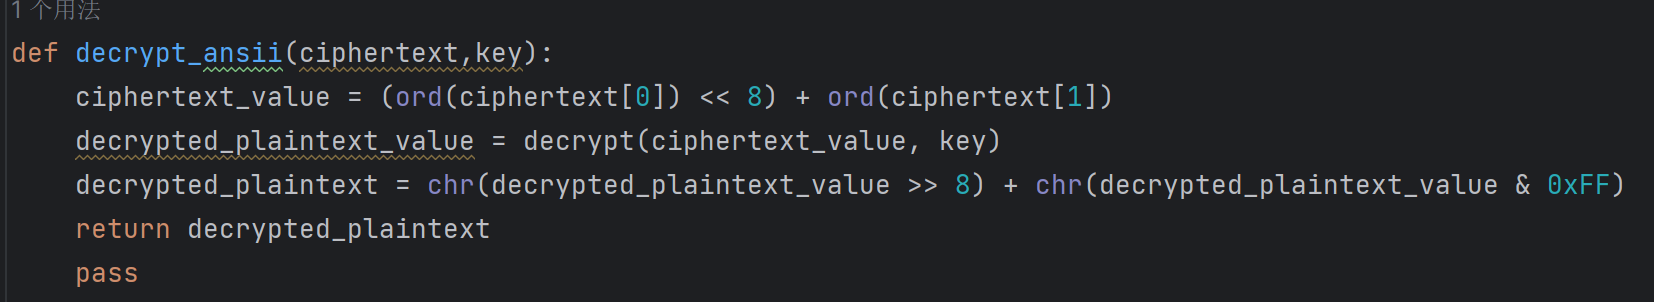 1 个用法
def decrypt_ansii(ciphertext,key):
    ciphertext_value = (ord(ciphertext[0]) << 8) + ord(ciphertext[1])
    decrypted_plaintext_value = decrypt(ciphertext_value, key)
    decrypted_plaintext = chr(decrypted_plaintext_value >> 8) + chr(decrypted_plaintext_value & 0xFF)
    return decrypted_plaintext
    pass